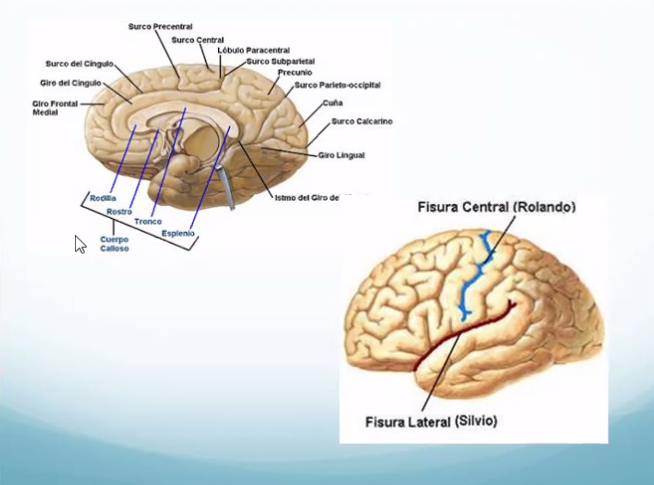 Surco Precentral
Surco Central
Lóbulo Paracentral
Surco Subparietal
Precunio
Surco Parieto-occipital
Cuña
Surco Calcarino
Giro Lingual
Istmo del Giro de
Surco del Cíngulo
Giro del Cíngulo
Giro Frontal
Medial
Rodilla
Rostro
Tronco
Esplenio
Cuerpo
Calloso
Fisura Central (Rolando)
Fisura Lateral (Silvio)